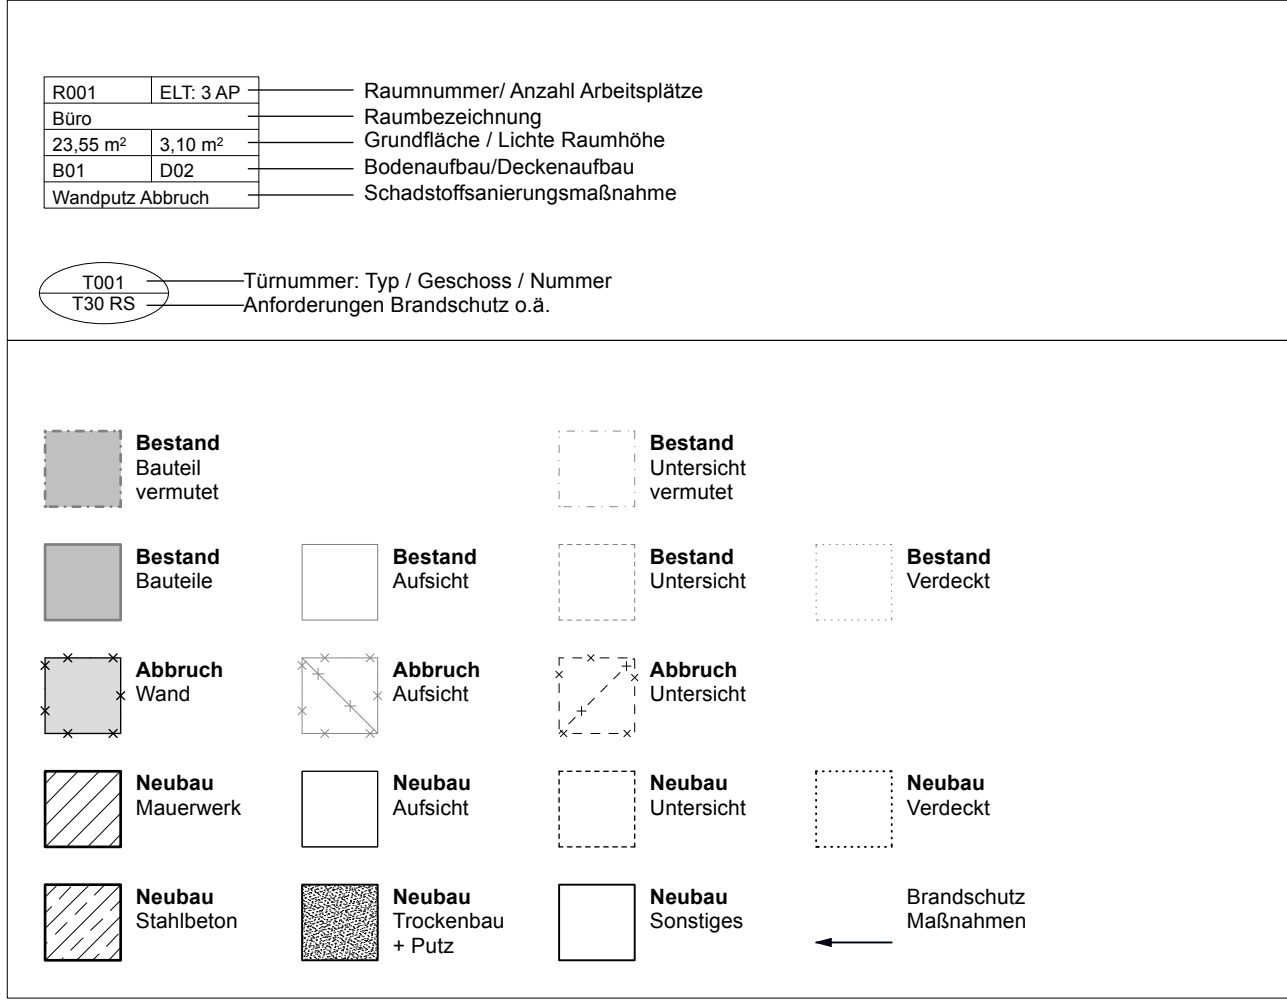 R001 ELT: 3 AP Raumnummer/ Anzahl Arbeitsplätze
Büro Raumbezeichnung
23,55 m² 3,10 m² Grundfläche / Lichte Raumhöhe
B01 D02 Bodenaufbau/Deckenaufbau
Wandputz Abbruch Schadstoffsanierungsmaßnahme
T001 Türnummer: Typ / Geschoss / Nummer
T30 RS Anforderungen Brandschutz o.ä.
Bestand
Bauteil
vermutet
Bestand
Untersicht
vermutet
Bestand
Bauteile
Bestand
Aufsicht
Bestand
Untersicht
Bestand
Verdeckt
Abbruch
Wand
Abbruch
Aufsicht
Abbruch
Untersicht
Neubau
Mauerwerk
Neubau
Aufsicht
Neubau
Untersicht
Neubau
Verdeckt
Neubau
Stahlbeton
Neubau
Trockenbau
+ Putz
Neubau
Sonstiges
Brandschutz
Maßnahmen